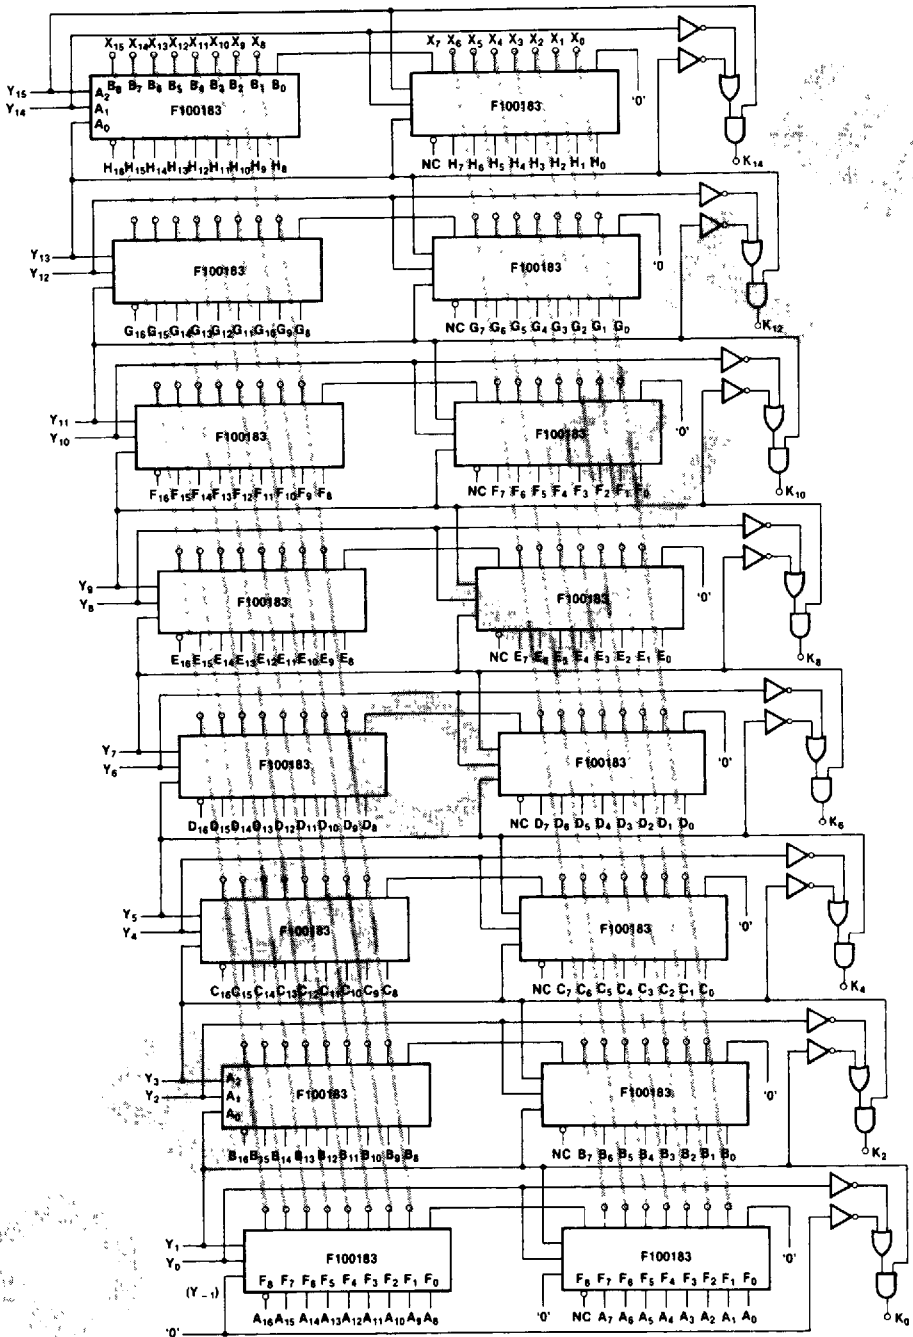 X15 X14 X13 X12 X11 X10 X9 X8 X7 X6 X5 X4 X3 X2 X1 X0
Y15 A2 B8 B7 B6 B5 B4 B3 B2 B1 B0 '0'
Y14 A1 F100183 F100183
A0
H16 H15 H14 H13 H12 H11 H10 H9 H8 NC H7 H6 H5 H4 H3 H2 H1 H0 K14
Y13
Y12 F100183 F100183 '0'
G16 G15 G14 G13 G12 G11 G10 G9 G8 NC G7 G6 G5 G4 G3 G2 G1 G0 K12
Y11
Y10 F100183 F100183 '0'
F16 F15 F14 F13 F12 F11 F10 F9 F8 NC F7 F6 F5 F4 F3 F2 F1 F0 K10
Y9
Y8 F100183 F100183 '0'
E16 E15 E14 E13 E12 E11 E10 E9 E8 NC E7 E6 E5 E4 E3 E2 E1 E0 K8
Y7
Y6 F100183 F100183 '0'
D16 D15 D14 D13 D12 D11 D10 D9 D8 NC D7 D6 D5 D4 D3 D2 D1 D0 K6
Y5
Y4 F100183 F100183 '0'
C16 C15 C14 C13 C12 C11 C10 C9 C8 NC C7 C6 C5 C4 C3 C2 C1 C0 K4
Y3 A2
Y2 A1 F100183 F100183 '0'
A0
B16 B15 B14 B13 B12 B11 B10 B9 B8 NC B7 B6 B5 B4 B3 B2 B1 B0 K2
Y1
Y0 F100183 F100183 '0'
(Y-1) F8 F7 F6 F5 F4 F3 F2 F1 F0 F8 F7 F6 F5 F4 F3 F2 F1 F0
A16 A15 A14 A13 A12 A11 A10 A9 A8 '0' NC A7 A6 A5 A4 A3 A2 A1 A0 K0
'0'